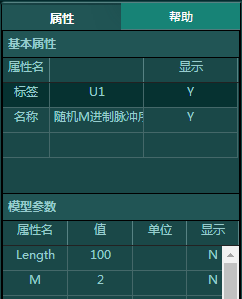 属性 帮助
基本属性
属性名 显示
标签 U1 Y
名称 随机M进制脉冲序 Y
模型参数
属性名 值 单位 显示
Length 100 N
M 2 N